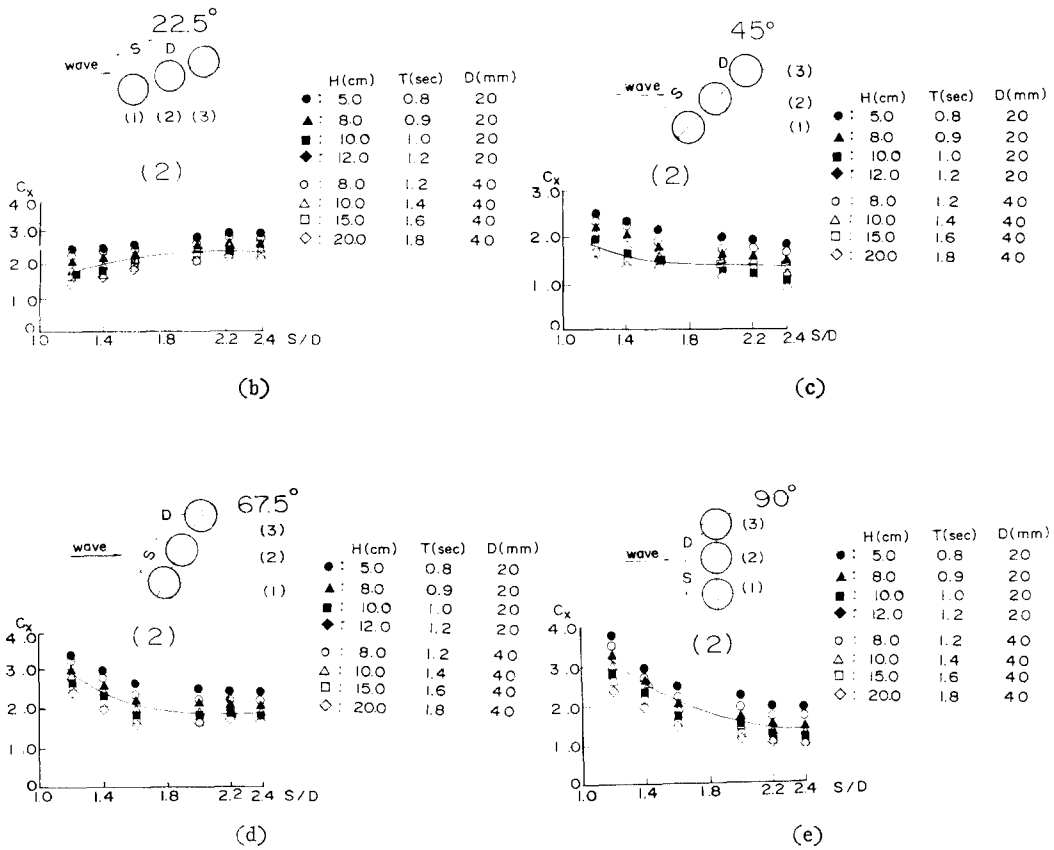 22.5°
S D
wave
(1) (2) (3)
H(cm) T(sec) D(mm)
● : 5.0 0.8 20
▲ : 8.0 0.9 20
■ : 10.0 1.0 20
◆ : 12.0 1.2 20
○ : 8.0 1.2 40
△ : 10.0 1.4 40
□ : 15.0 1.6 40
◇ : 20.0 1.8 40
(2)
Cx
4.0
3.0
2.0
1.0
0
1.0 1.4 1.8 2.2 2.4 S/D
(b)
45°
D
(3)
wave
S
(2)
(1)
H(cm) T(sec) D(mm)
● : 5.0 0.8 20
▲ : 8.0 0.9 20
■ : 10.0 1.0 20
◆ : 12.0 1.2 20
○ : 8.0 1.2 40
△ : 10.0 1.4 40
□ : 15.0 1.6 40
◇ : 20.0 1.8 40
(2)
Cx
3.0
2.0
1.0
0
1.0 1.4 1.8 2.2 2.4 S/D
(c)
67.5°
D
(3)
wave
S
(2)
(1)
H(cm) T(sec) D(mm)
● : 5.0 0.8 20
▲ : 8.0 0.9 20
■ : 10.0 1.0 20
◆ : 12.0 1.2 20
○ : 8.0 1.2 40
△ : 10.0 1.4 40
□ : 15.0 1.6 40
◇ : 20.0 1.8 40
(2)
Cx
4.0
3.0
2.0
1.0
0
1.0 1.4 1.8 2.2 2.4 S/D
(d)
90°
(3)
D
wave
(2)
S
(1)
H(cm) T(sec) D(mm)
● : 5.0 0.8 20
▲ : 8.0 0.9 20
■ : 10.0 1.0 20
◆ : 12.0 1.2 20
○ : 8.0 1.2 40
△ : 10.0 1.4 40
□ : 15.0 1.6 40
◇ : 20.0 1.8 40
(2)
Cx
4.0
3.0
2.0
1.0
0
1.0 1.4 1.8 2.2 2.4 S/D
(e)